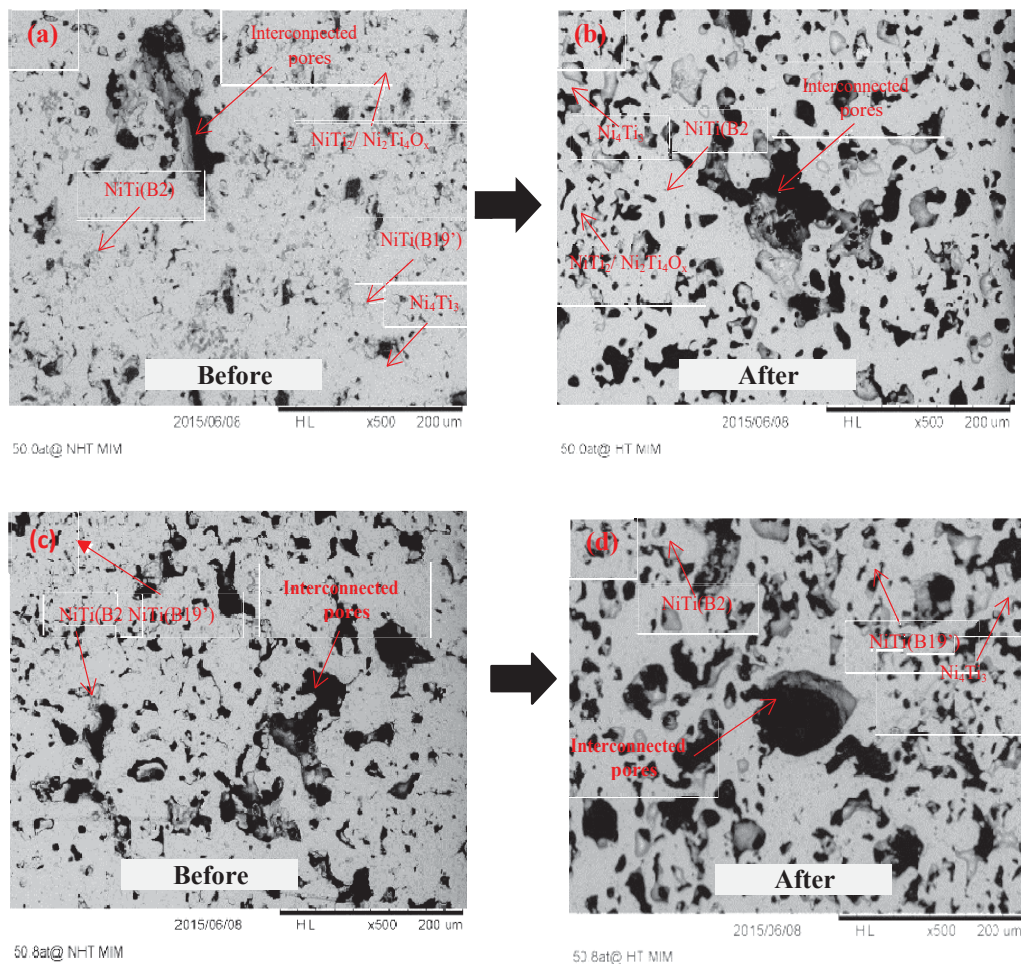 (a)
Interconnected
pores
NiTi₂/ Ni₂Ti₄Oₓ
NiTi(B2)
NiTi(B19’)
Ni₄Ti₃
Before
2015/06/08 HL x500 200 um
50.0at@ NHT MIM
(b)
Interconnected
pores
Ni₄Ti₃
NiTi(B2
NiTi₂/ Ni₂Ti₄Oₓ
After
2015/06/08 HL x500 200 um
50.0at@ HT MIM
(c)
NiTi(B2 NiTi(B19’)
Interconnected
pores
Before
2015/06/08 HL x500 200 um
50.8at@ NHT MIM
(d)
NiTi(B2)
NiTi(B19’)
Ni₄Ti₃
Interconnected
pores
After
2015/06/08 HL x500 200 um
50.8at@ HT MIM